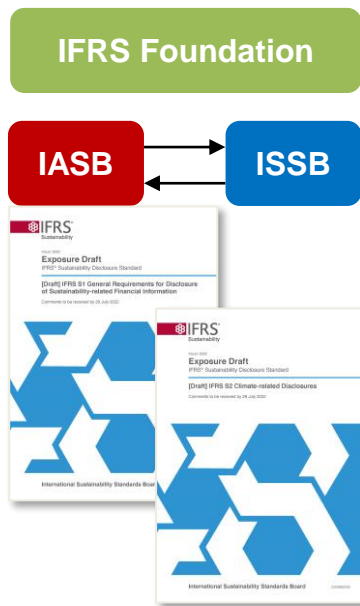 IFRS Foundation
IASB
ISSB
IFRS
Sustainability
Exposure Draft
IFRS® Sustainability Disclosure Standard
[Draft] IFRS S1 General Requirements for Disclosure
of Sustainability-related Financial Information
Comments to be received by 29 July 2022
International Sustainability Standards Boar
IFRS
Sustainability
Exposure Draft
IFRS® Sustainability Disclosure Standard
[Draft] IFRS S2 Climate-related Disclosures
Comments to be received by 29 July 2022
International Sustainability Standards Board